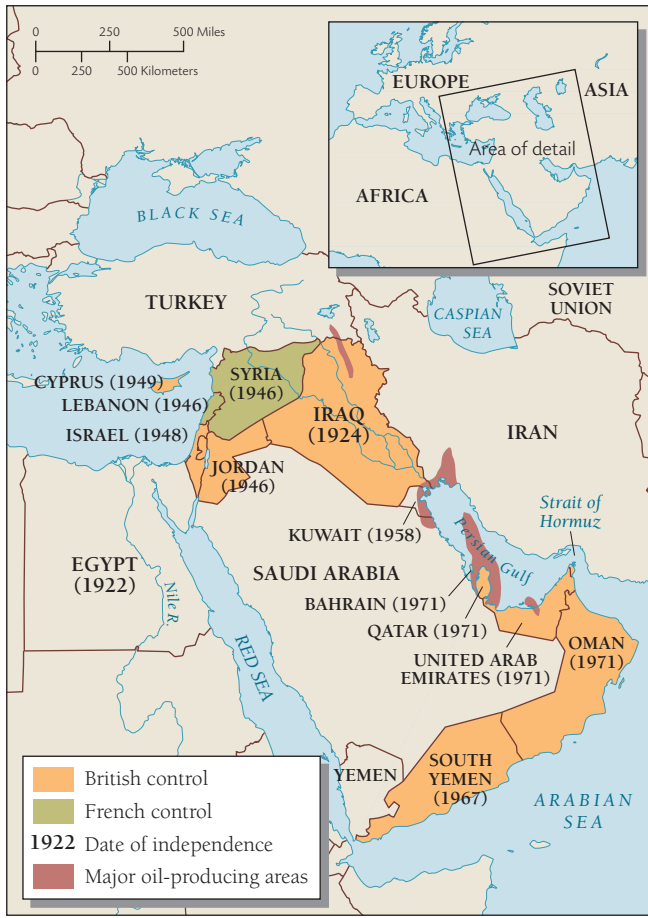 0 250 500 Miles
0 250 500 Kilometers
EUROPE
ASIA
Area of detail
AFRICA
BLACK SEA
SOVIET
UNION
CASPIAN
SEA
TURKEY
CYPRUS (1949)
SYRIA
(1946)
LEBANON (1946)
ISRAEL (1948)
IRAQ
(1924)
IRAN
JORDAN
(1946)
KUWAIT (1958)
Strait of
Hormuz
Persian Gulf
EGYPT
(1922)
Nile R.
SAUDI ARABIA
BAHRAIN (1971)
QATAR (1971)
RED SEA
UNITED ARAB
EMIRATES (1971)
OMAN
(1971)
YEMEN
SOUTH
YEMEN
(1967)
ARABIAN
SEA
British control
French control
1922 Date of independence
Major oil-producing areas